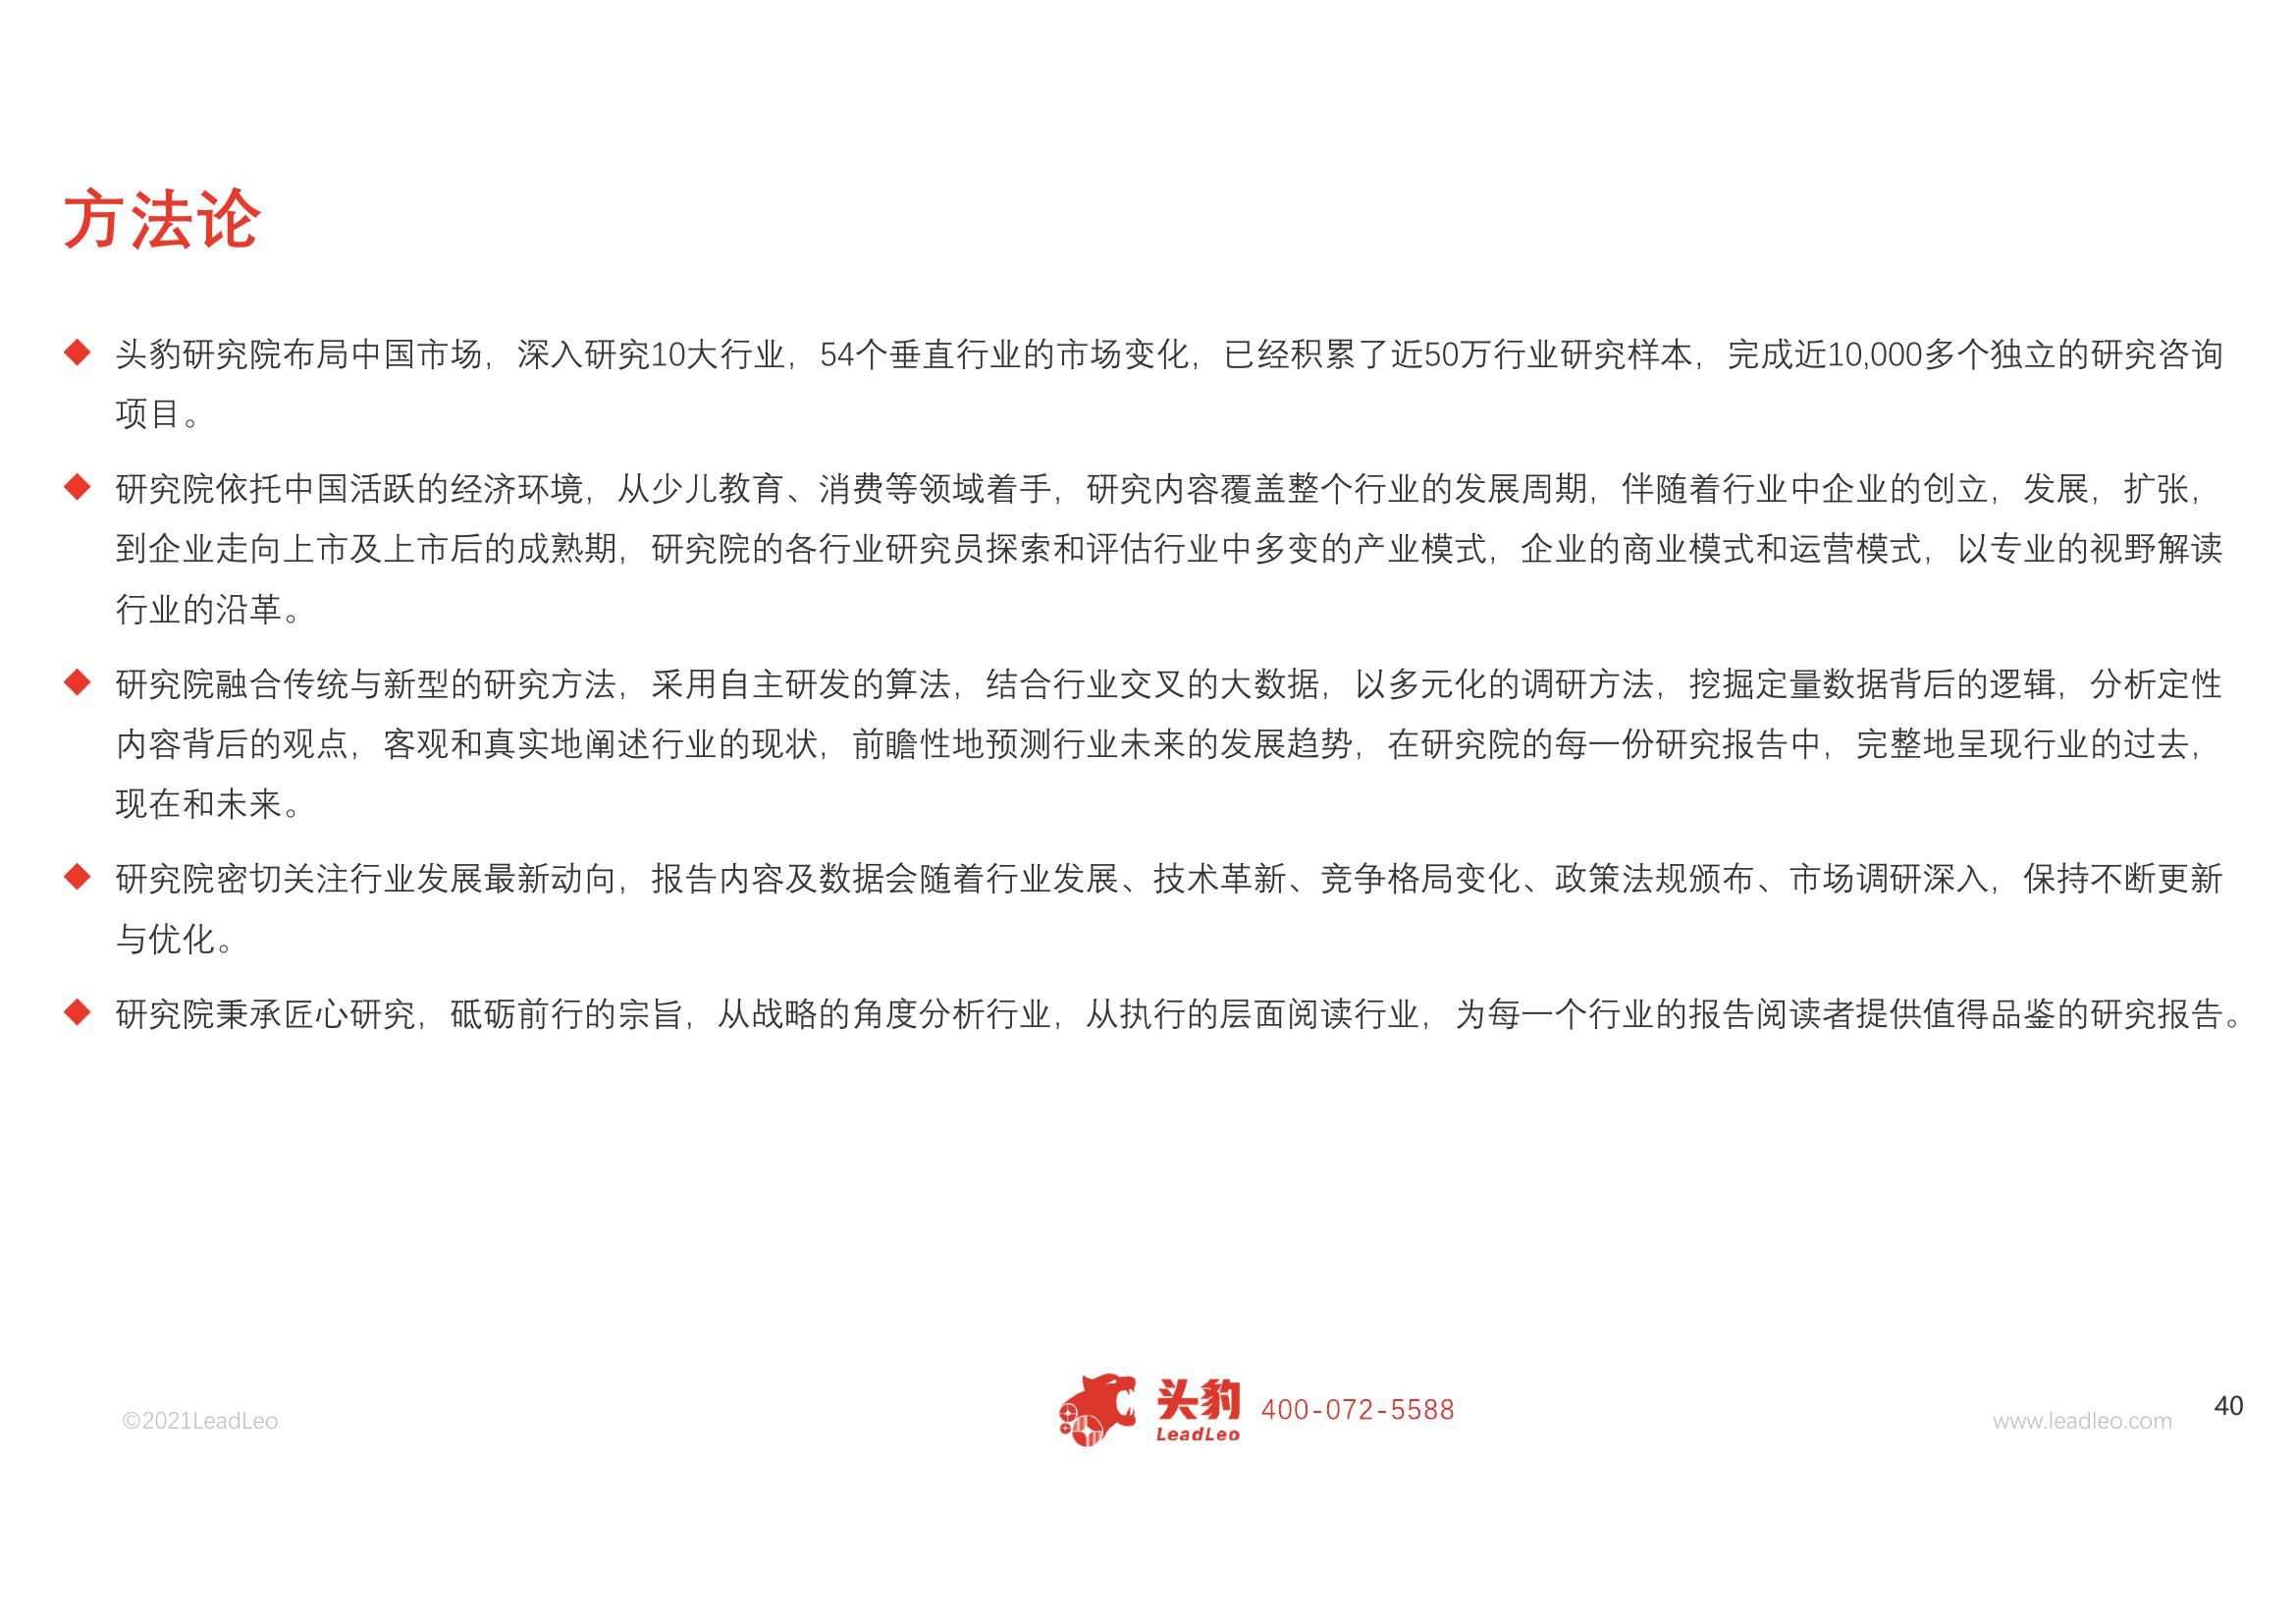 方法论
◆ 头豹研究院布局中国市场，深入研究10大行业，54个垂直行业的市场变化，已经积累了近50万行业研究样本，完成近10,000多个独立的研究咨询
项目。
◆ 研究院依托中国活跃的经济环境，从少儿教育、消费等领域着手，研究内容覆盖整个行业的发展周期，伴随着行业中企业的创立，发展，扩张，
到企业走向上市及上市后的成熟期，研究院的各行业研究员探索和评估行业中多变的产业模式，企业的商业模式和运营模式，以专业的视野解读
行业的沿革。
◆ 研究院融合传统与新型的研究方法，采用自主研发的算法，结合行业交叉的大数据，以多元化的调研方法，挖掘定量数据背后的逻辑，分析定性
内容背后的观点，客观和真实地阐述行业的现状，前瞻性地预测行业未来的发展趋势，在研究院的每一份研究报告中，完整地呈现行业的过去，
现在和未来。
◆ 研究院密切关注行业发展最新动向，报告内容及数据会随着行业发展、技术革新、竞争格局变化、政策法规颁布、市场调研深入，保持不断更新
与优化。
◆ 研究院秉承匠心研究，砥砺前行的宗旨，从战略的角度分析行业，从执行的层面阅读行业，为每一个行业的报告阅读者提供值得品鉴的研究报告。
©2021LeadLeo
头豹
LeadLeo
400-072-5588
www.leadleo.com
40